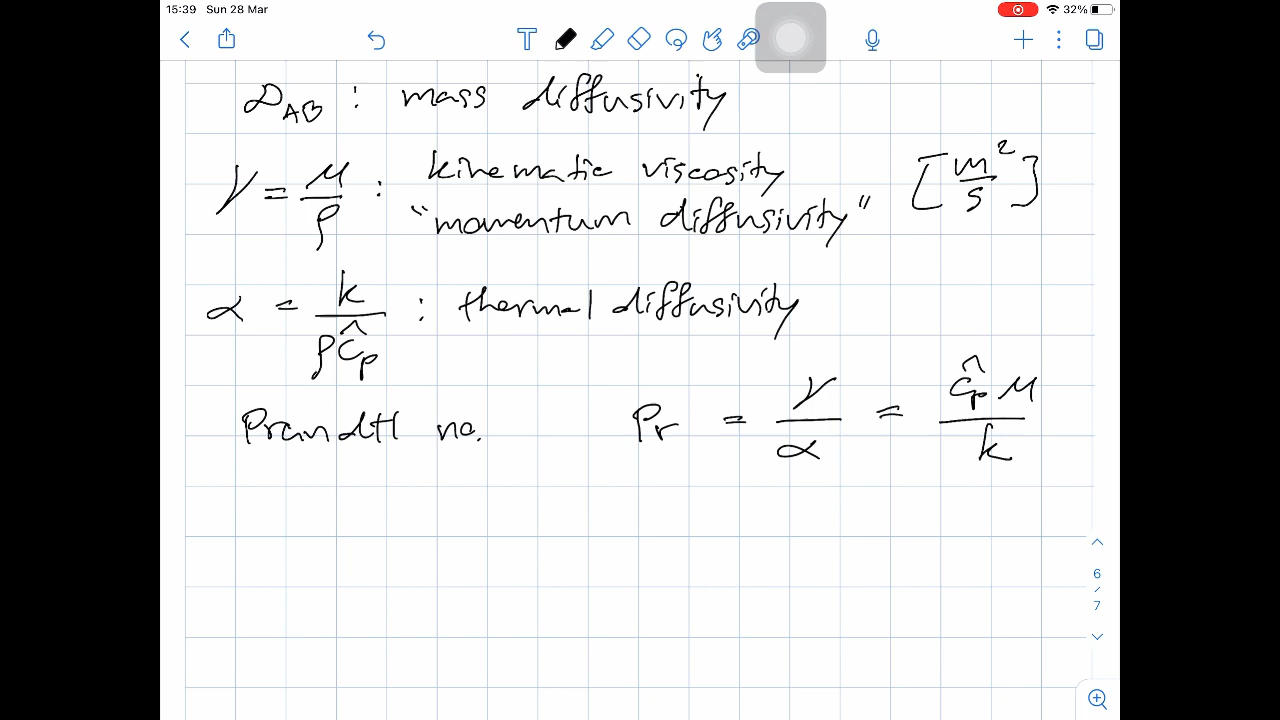 15:39 Sun 28 Mar 32%
T
𝒟AB : mass diffusivity
ν = μ/ρ : kinematic viscosity [m²/s]
"momentum diffusivity"
α = k/(ρĈp) : thermal diffusivity
Prandtl no. Pr = ν/α = Ĉp μ/k
6
7